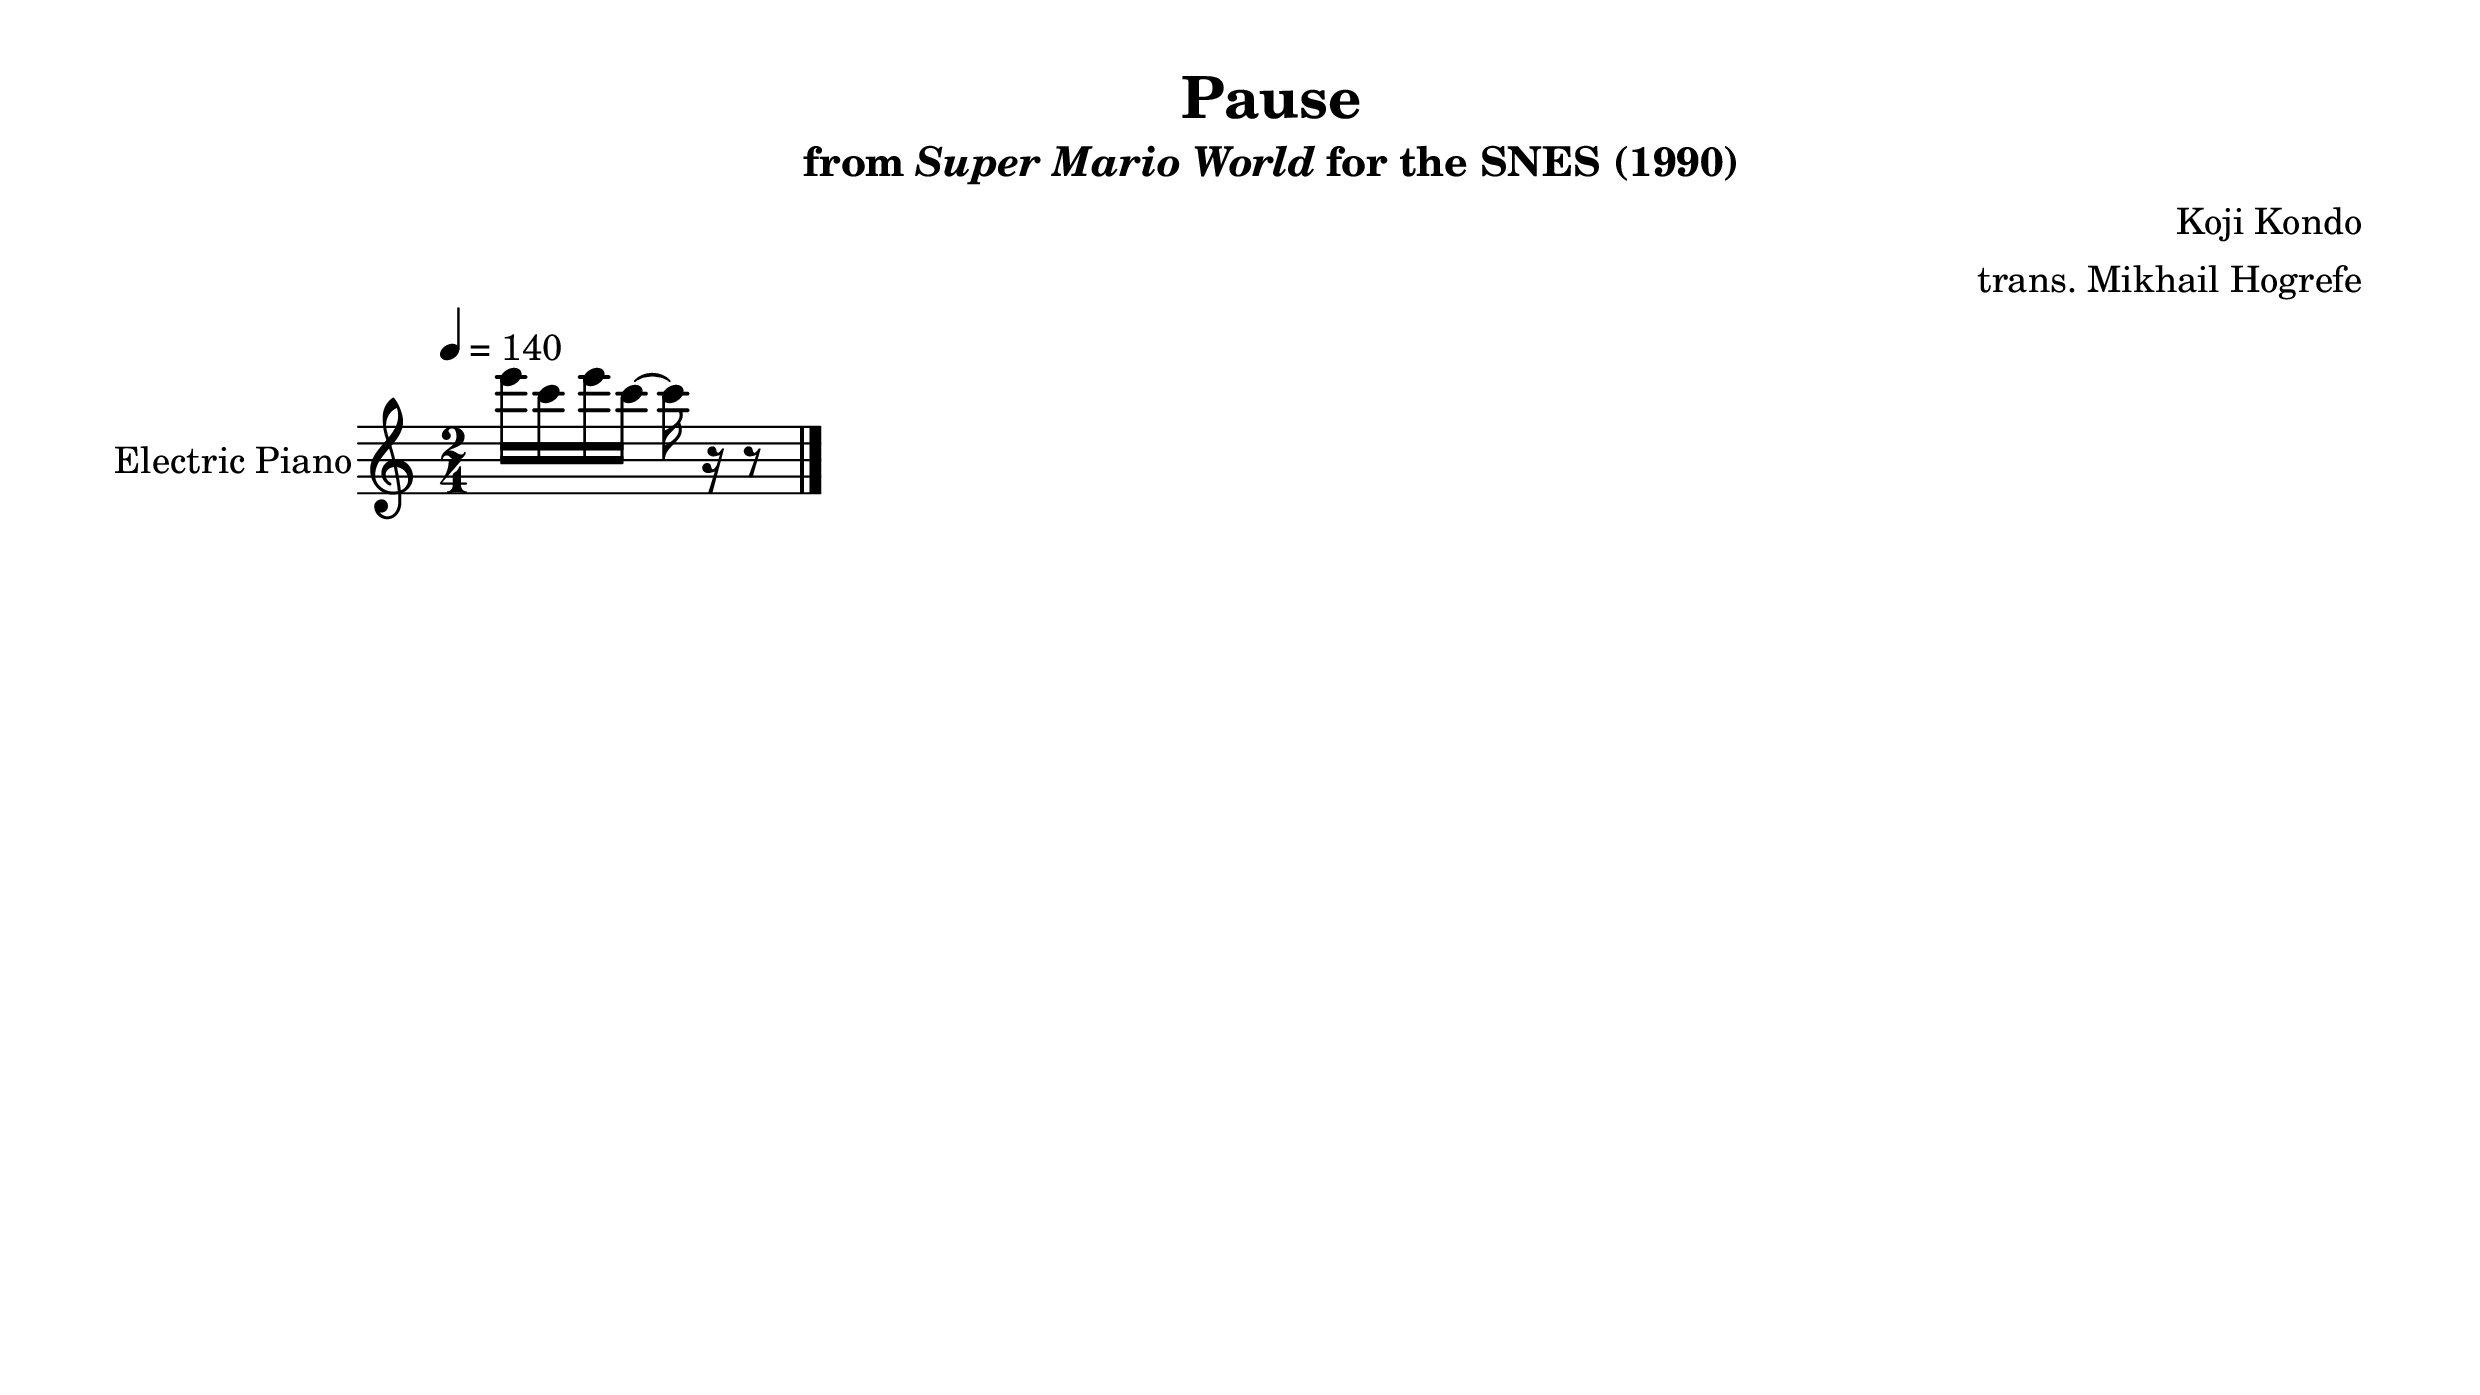 Pause
from Super Mario World for the SNES (1990)
Koji Kondo
trans. Mikhail Hogrefe
♩ = 140
Electric Piano
2
4